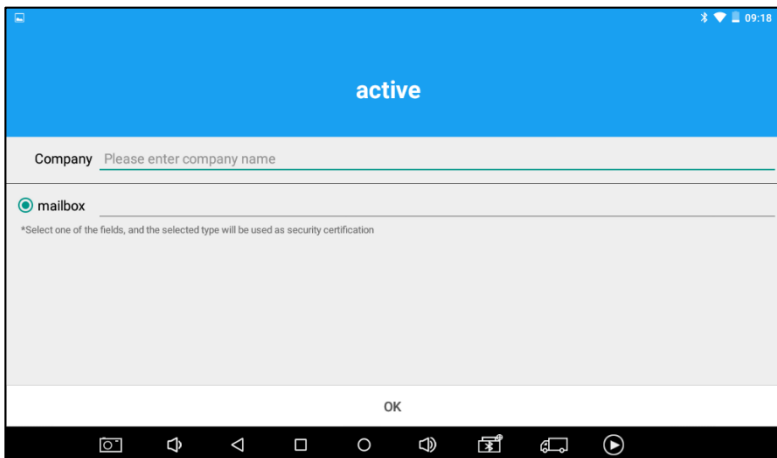 09:18
active
Company Please enter company name
mailbox
*Select one of the fields, and the selected type will be used as security certification
OK